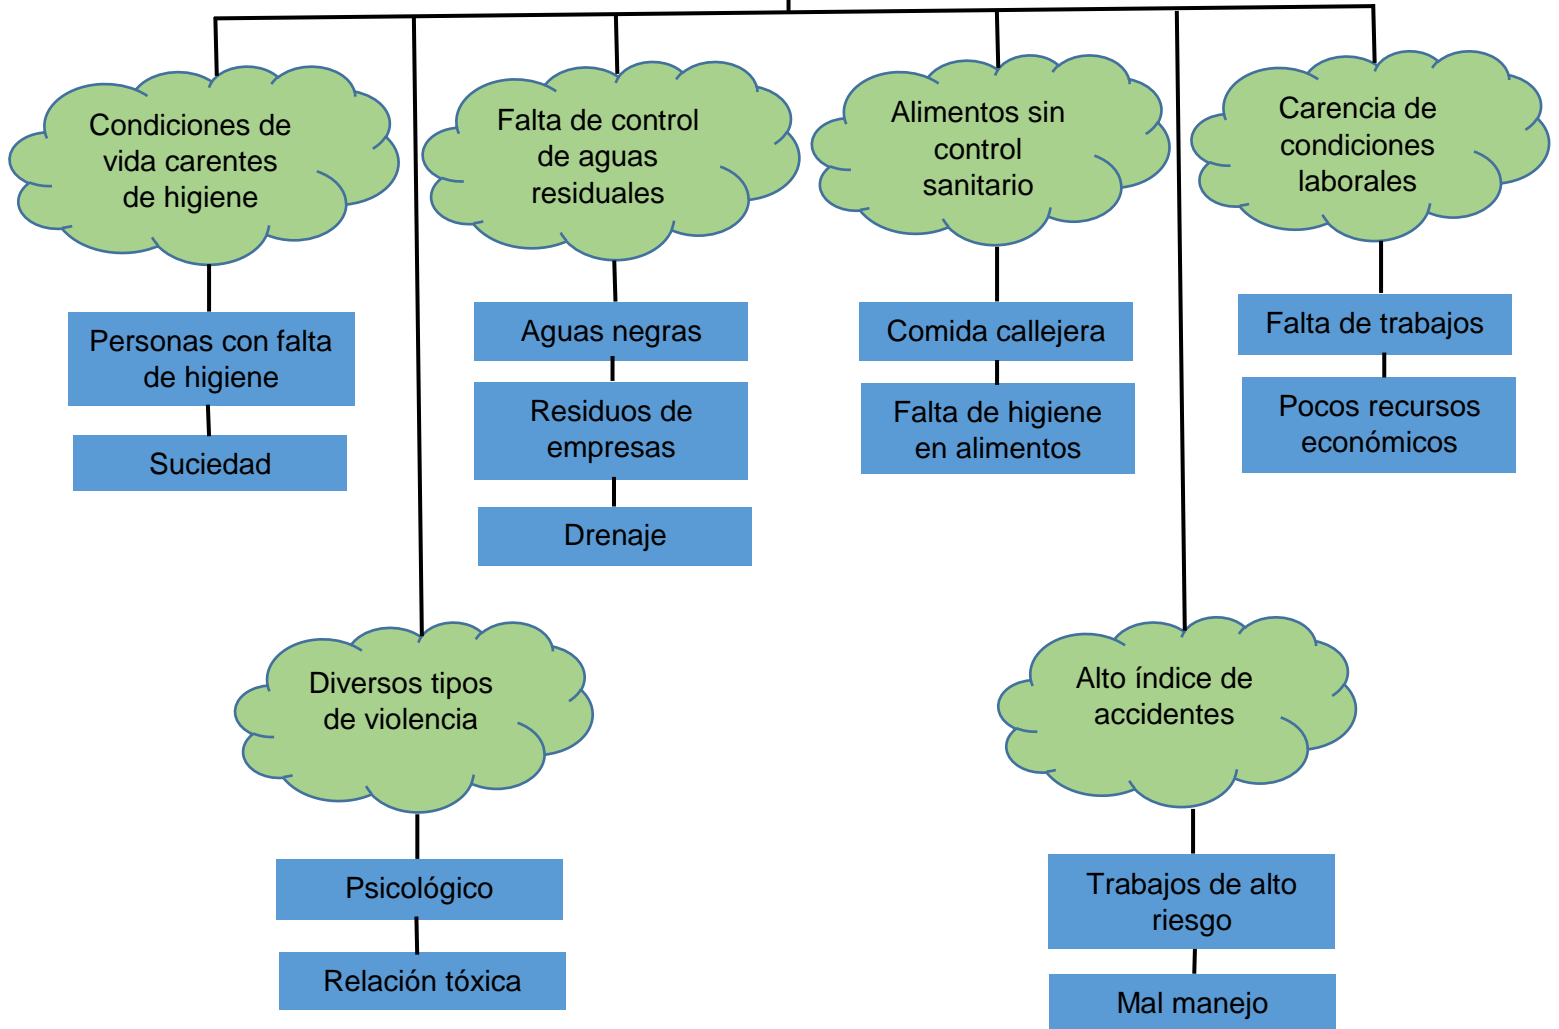 Condiciones de
vida carentes
de higiene
Personas con falta
de higiene
Suciedad
Falta de control
de aguas
residuales
Aguas negras
Residuos de
empresas
Drenaje
Alimentos sin
control
sanitario
Comida callejera
Falta de higiene
en alimentos
Carencia de
condiciones
laborales
Falta de trabajos
Pocos recursos
económicos
Diversos tipos
de violencia
Psicológico
Relación tóxica
Alto índice de
accidentes
Trabajos de alto
riesgo
Mal manejo